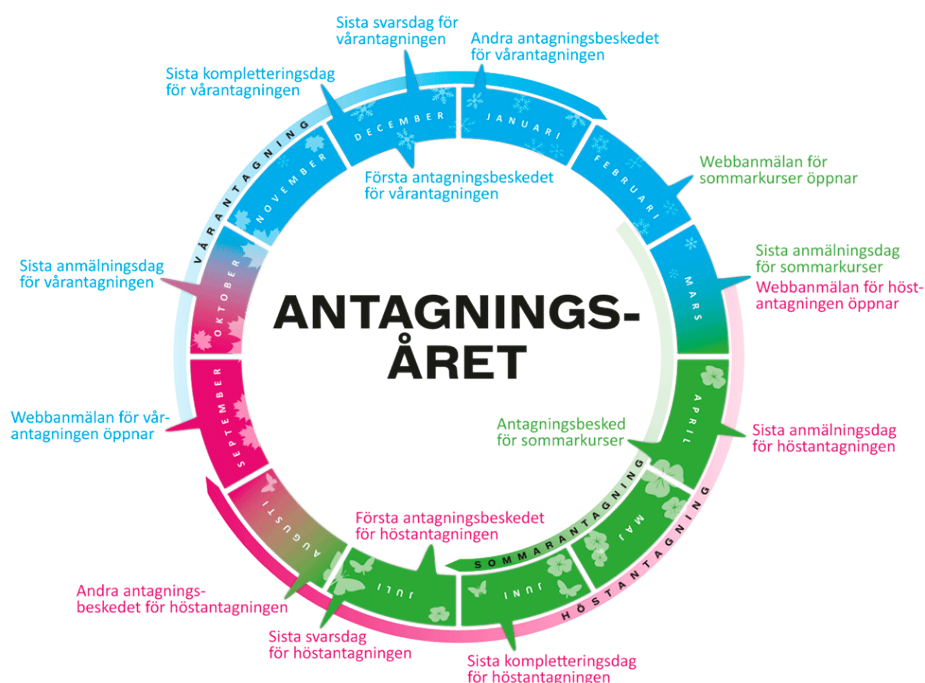 Sista svarsdag för
vårantagningen
Andra antagningsbeskedet
för vårantagningen
Sista kompletteringsdag
för vårantagningen
VÅRANTAGNING
NOVEMBER
DECEMBER
JANUARI
FEBRUARI
Första antagningsbeskedet
för vårantagningen
Webbanmälan för
sommarkurser öppnar
Sista anmälningsdag
för vårantagningen
OKTOBER
MARS
Sista anmälningsdag
för sommarkurser
Webbanmälan för höst-
antagningen öppnar
ANTAGNINGS-
ÅRET
Webbanmälan för vår-
antagningen öppnar
SEPTEMBER
APRIL
Antagningsbesked
för sommarkurser
Sista anmälningsdag
för höstantagningen
AUGUSTI
JULI
JUNI
MAJ
SOMMARANTAGNING
HÖSTANTAGNING
Första antagningsbeskedet
för höstantagningen
Andra antagnings-
beskedet för höstantagningen
Sista svarsdag
för höstantagningen
Sista kompletteringsdag
för höstantagningen